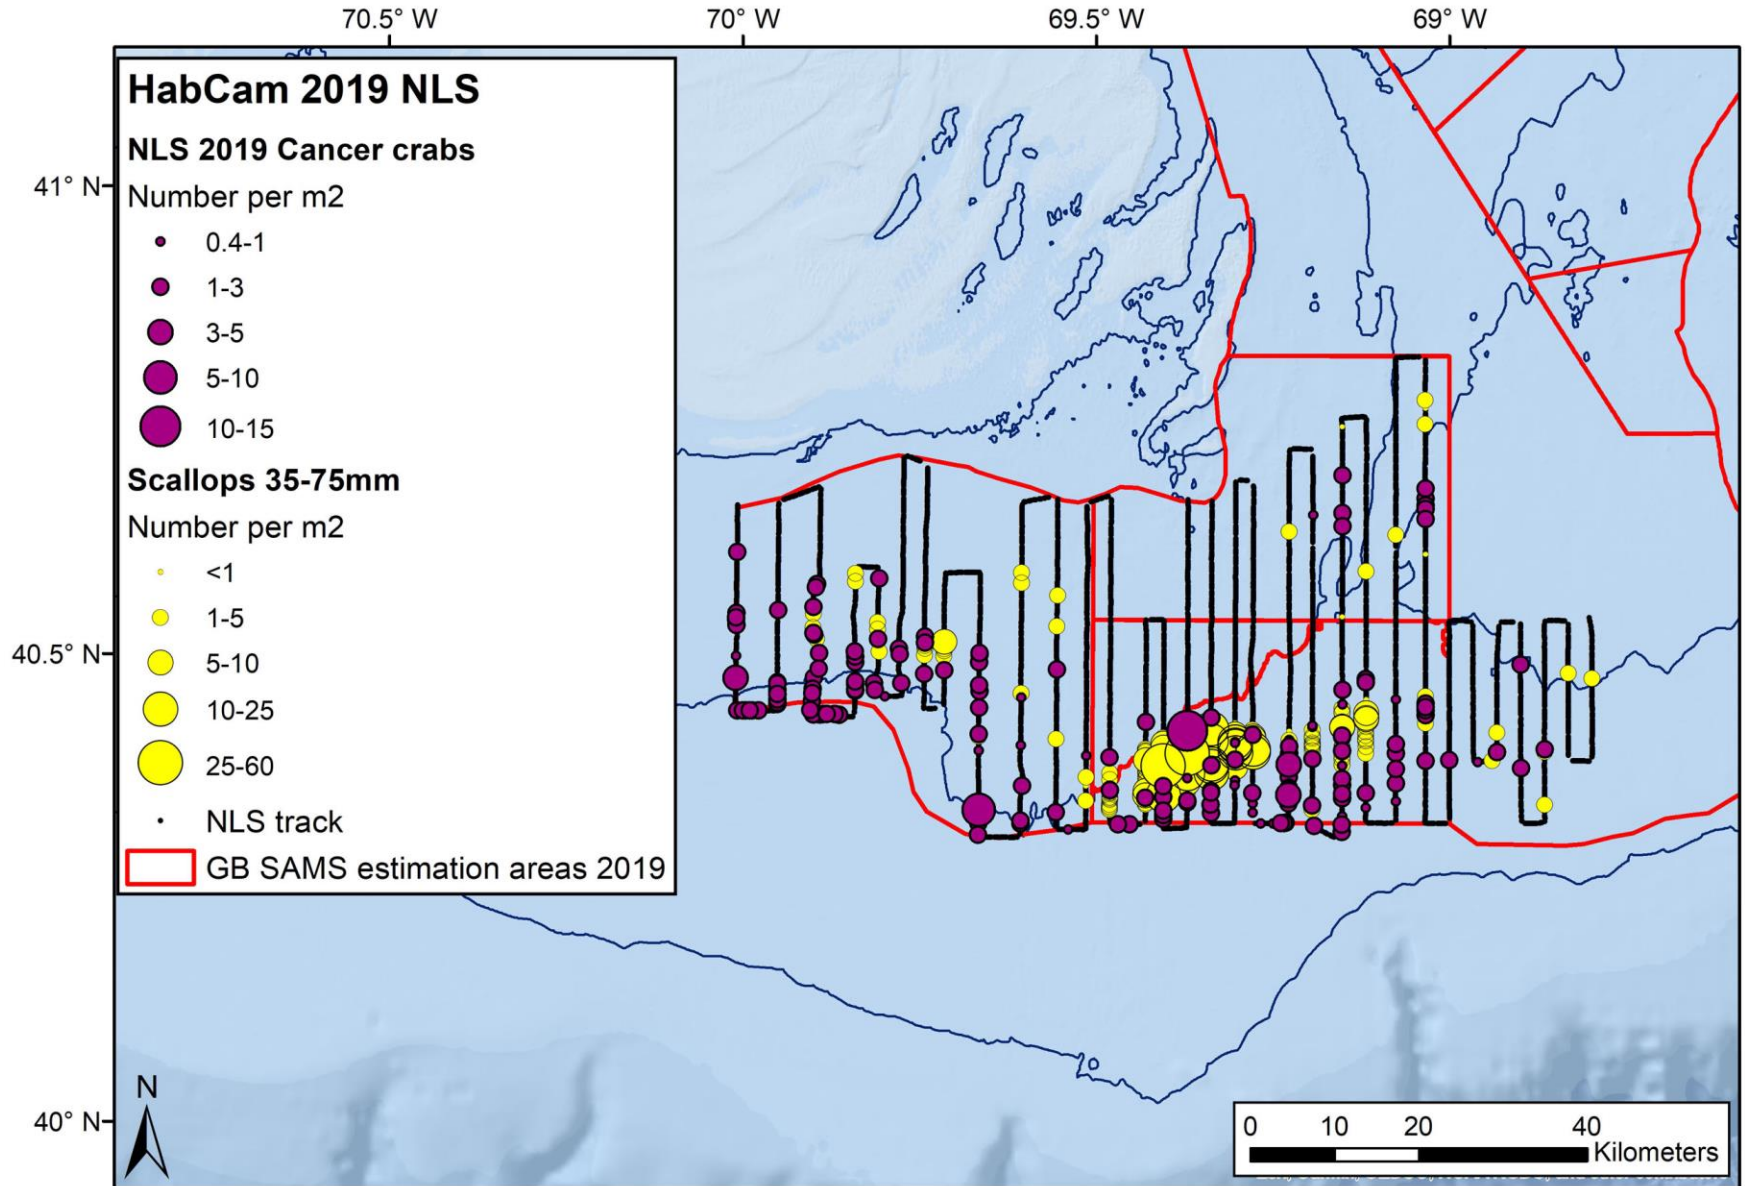 70.5° W 70° W 69.5° W 69° W
HabCam 2019 NLS
NLS 2019 Cancer crabs
Number per m2
0.4-1
1-3
3-5
5-10
10-15
Scallops 35-75mm
Number per m2
<1
1-5
5-10
10-25
25-60
NLS track
GB SAMS estimation areas 2019
41° N
40.5° N
40° N
N
0 10 20 40
Kilometers